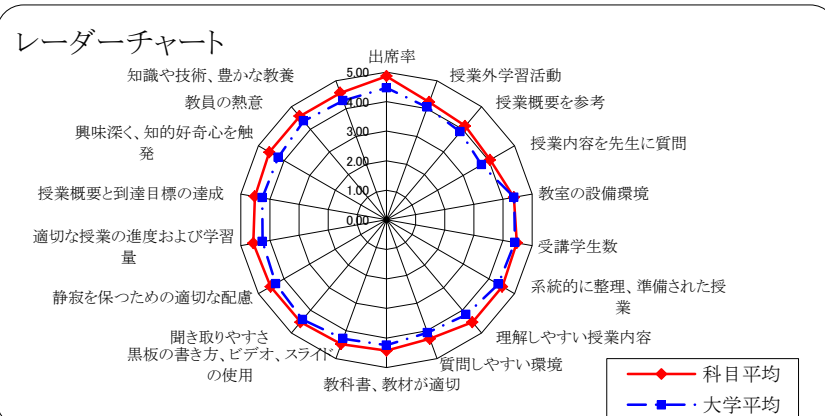 レーダーチャート
出席率
授業外学習活動
授業概要を参考
授業内容を先生に質問
教室の設備環境
受講学生数
系統的に整理、準備された授
業
理解しやすい授業内容
質問しやすい環境
教科書、教材が適切
黒板の書き方、ビデオ、スライド
の使用
聞き取りやすさ
静寂を保つための適切な配慮
適切な授業の進度および学習
量
授業概要と到達目標の達成
興味深く、知的好奇心を触
発
教員の熱意
知識や技術、豊かな教養
5.00
4.00
3.00
2.00
1.00
0.00
科目平均
大学平均